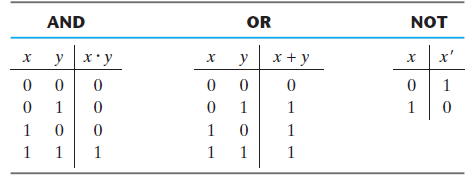 AND OR NOT
x y x · y x y x + y x x′
0 0 0 0 0 0 0 1
0 1 0 0 1 1 1 0
1 0 0 1 0 1
1 1 1 1 1 1